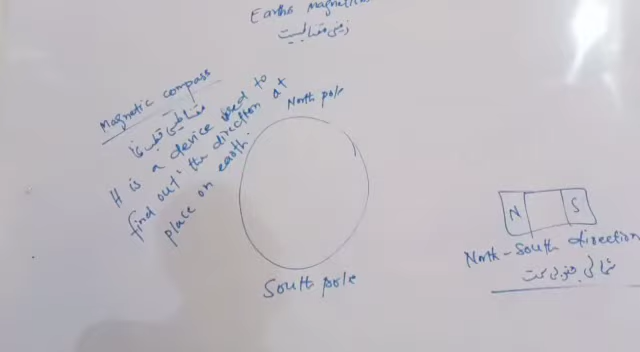 Earths magnetism
زمینی مقناطیسیت
Magnetic compass
مقناطیسی قطب نما
It is a device used to
find out the direction at
place on earth.
North pole
South pole
N S
North-South direction
شمالی جنوبی سمت